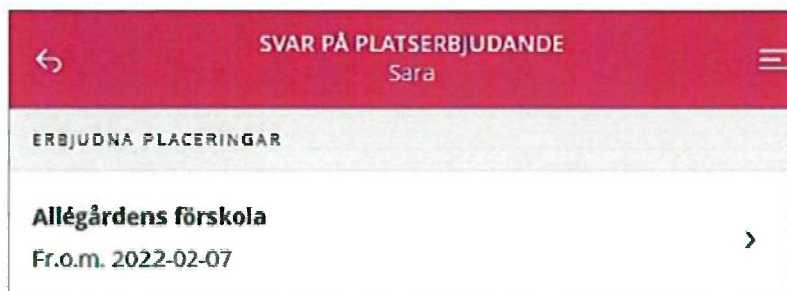 SVAR PÅ PLATSERBJUDANDE
Sara
ERBJUDNA PLACERINGAR
Allégårdens förskola
Fr.o.m. 2022-02-07